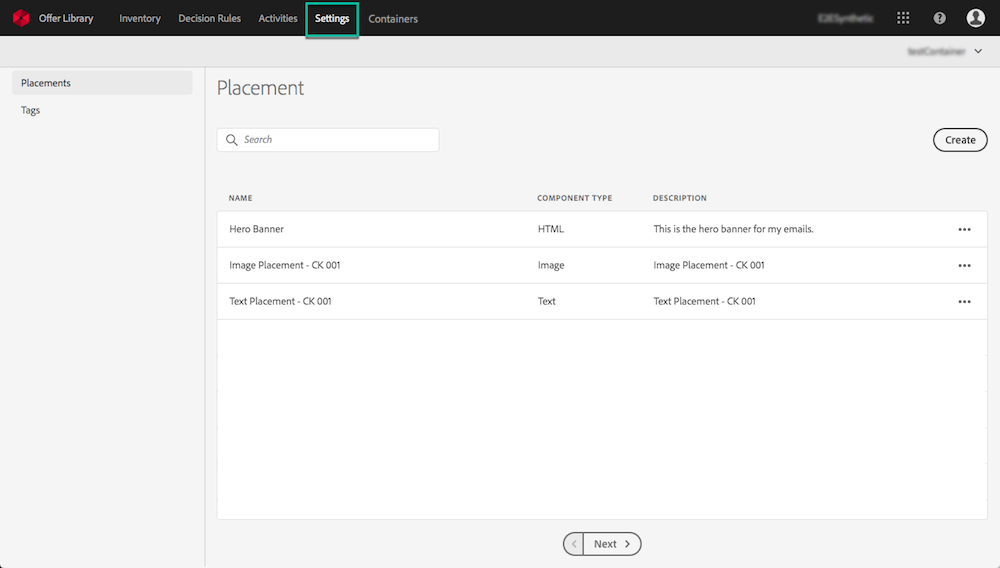 Offer Library Inventory Decision Rules Activities Settings Containers
Placements
Tags
Placement
Search
Create
NAME COMPONENT TYPE DESCRIPTION
Hero Banner HTML This is the hero banner for my emails.
Image Placement - CK 001 Image Image Placement - CK 001
Text Placement - CK 001 Text Text Placement - CK 001
Next